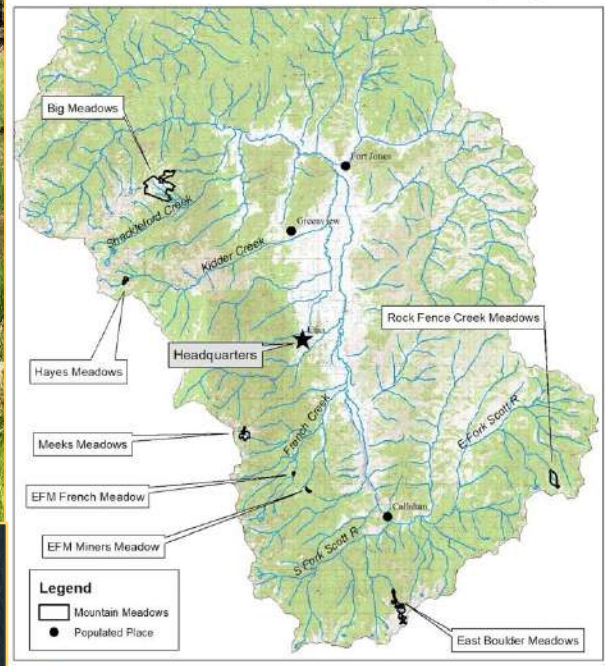 Big Meadows
Fort Jones
Shackleford Creek
Greenview
Kidder Creek
Rock Fence Creek Meadows
Etna
Headquarters
Hayes Meadows
French Creek
E Fork Scott R
Meeks Meadows
EFM French Meadow
Callahan
EFM Miners Meadow
S Fork Scott R
Legend
Mountain Meadows
Populated Place
East Boulder Meadows